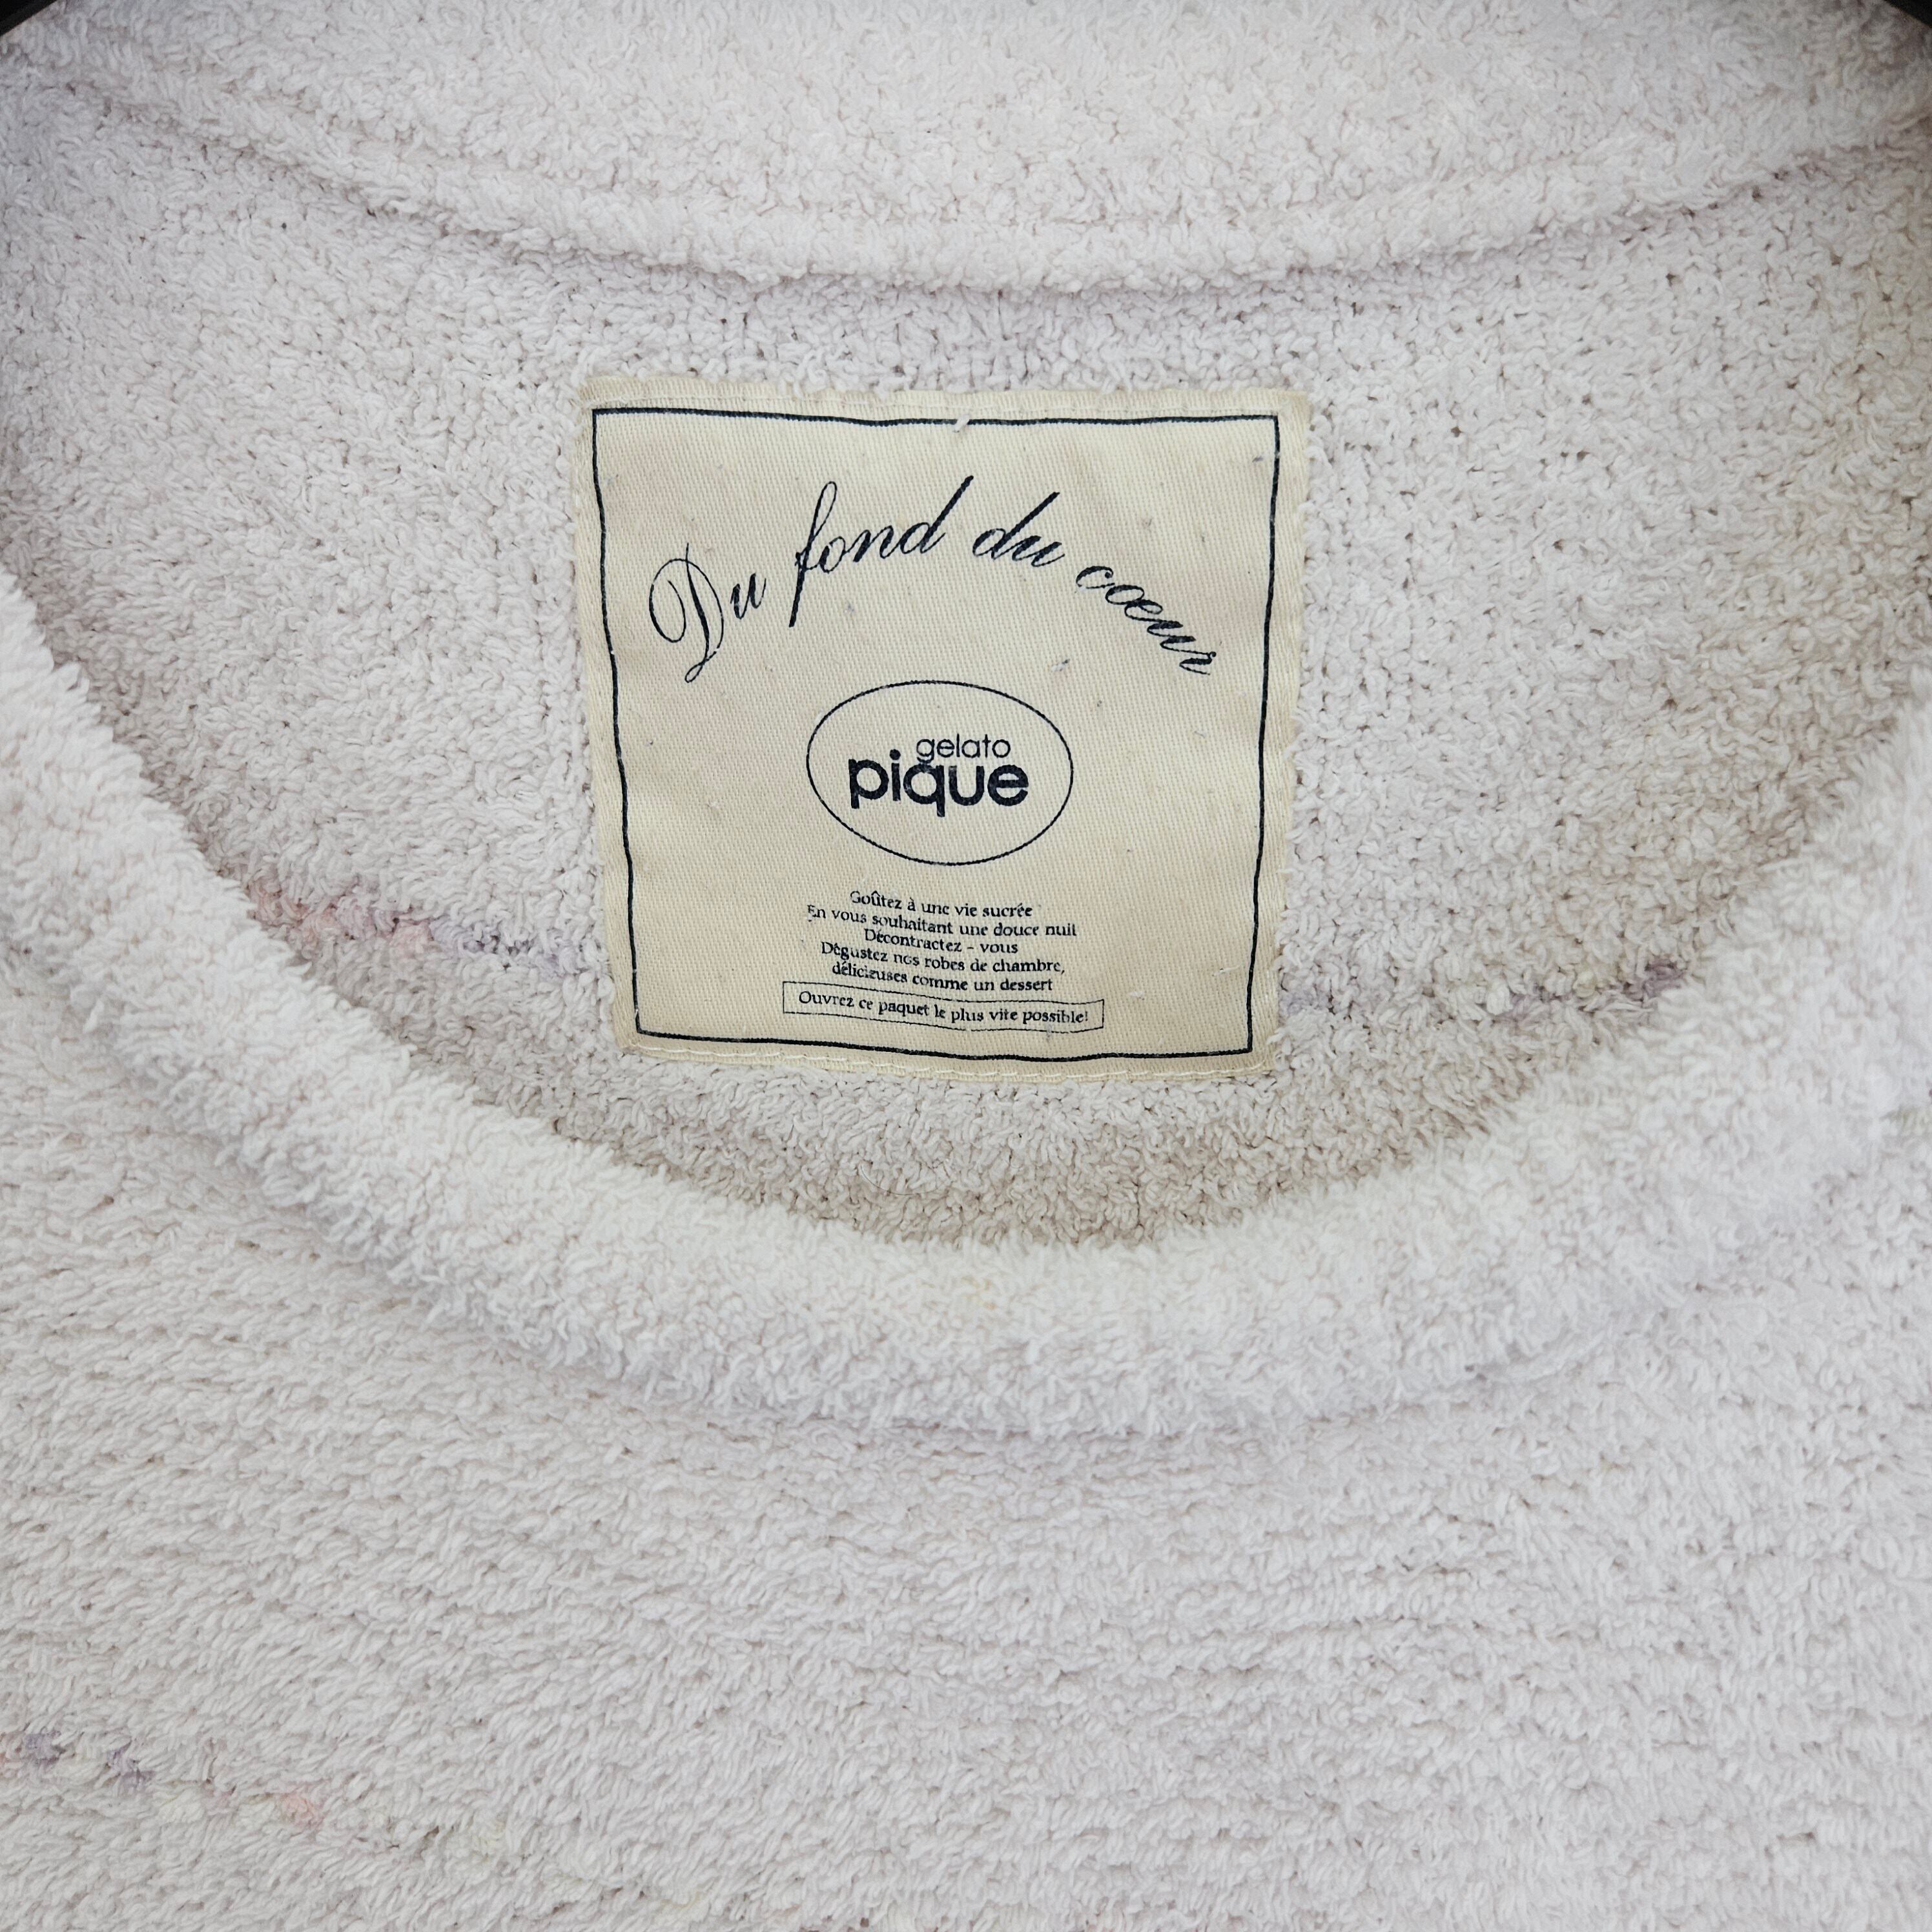 Du fond du cœur
gelato
pique
Goûtez à une vie sucrée
En vous souhaitant une douce nuit
Décontractez - vous
Dégustez nos robes de chambre,
délicieuses comme un dessert
Ouvrez ce paquet le plus vite possible!